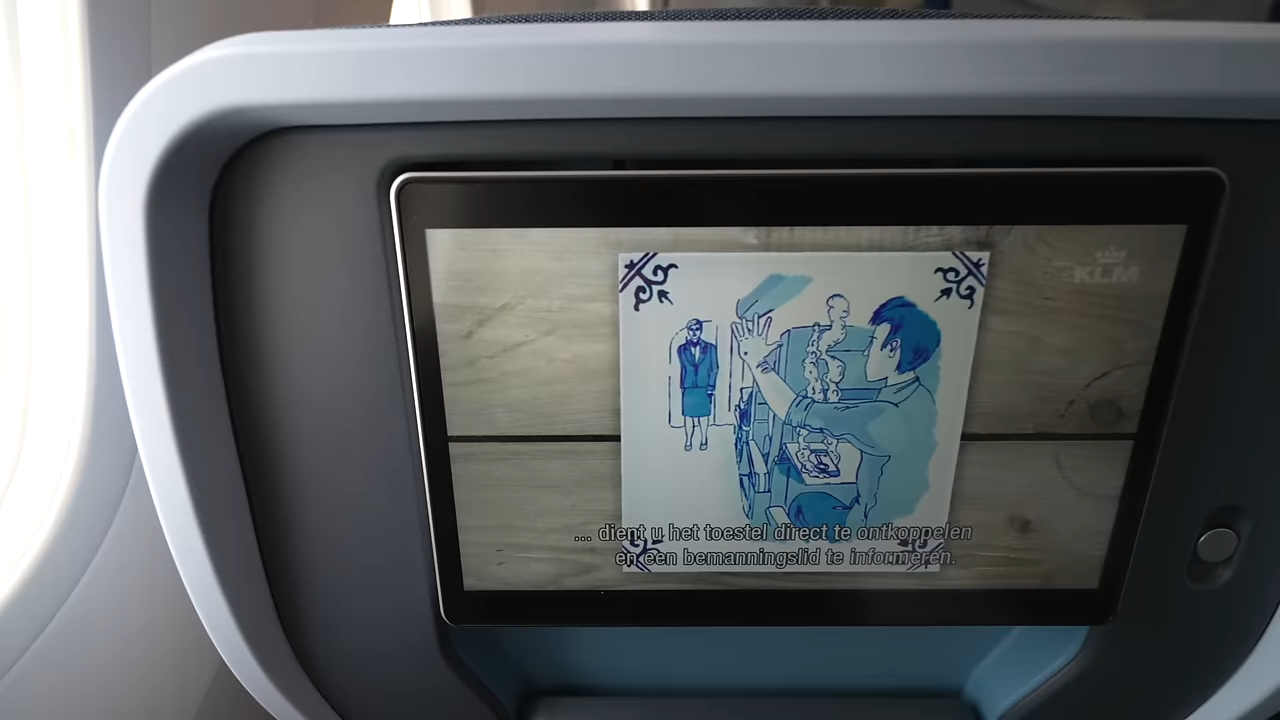 KLM
... dient u het toestel direct te ontkoppelen
en een bemanningslid te informeren.